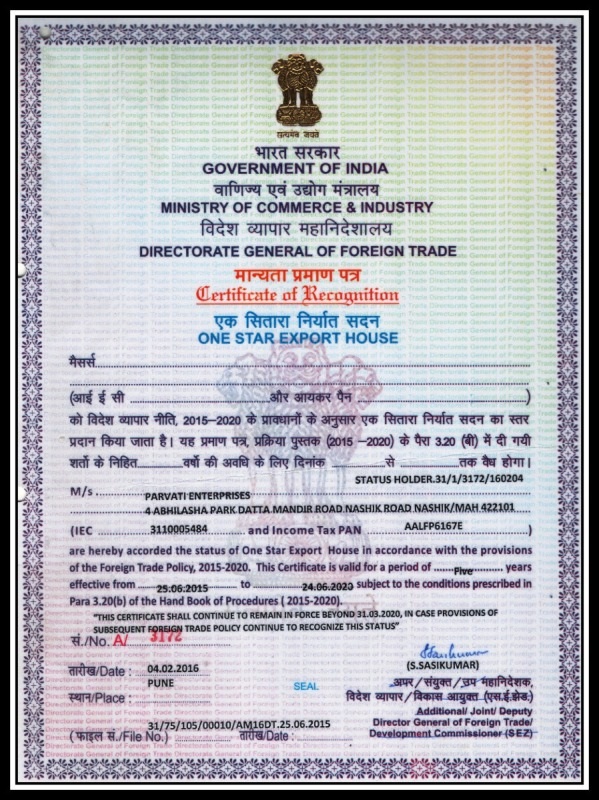 सत्यमेव जयते
भारत सरकार
GOVERNMENT OF INDIA
वाणिज्य एवं उद्योग मंत्रालय
MINISTRY OF COMMERCE & INDUSTRY
विदेश व्यापार महानिदेशालय
DIRECTORATE GENERAL OF FOREIGN TRADE
मान्यता प्रमाण पत्र
Certificate of Recognition
एक सितारा निर्यात सदन
ONE STAR EXPORT HOUSE
मैसर्स
(आई ई सी ........................और आयकर पैन ................................)
को विदेश व्यापार नीति, 2015–2020 के प्रावधानों के अनुसार एक सितारा निर्यात सदन का स्तर
प्रदान किया जाता है। यह प्रमाण पत्र, प्रक्रिया पुस्तक (2015 –2020) के पैरा 3.20 (बी) में दी गयी
शर्तो के निहित............वर्षो की अवधि के लिए दिनांक ................से ................तक वैध होगा।
STATUS HOLDER.31/1/3172/160204
M/s PARVATI ENTERPRISES
4 ABHILASHA PARK DATTA MANDIR ROAD NASHIK ROAD NASHIK/MAH 422101
(IEC 3110005484 and Income Tax PAN AALFP6167E )
are hereby accorded the status of One Star Export House in accordance with the provisions
of the Foreign Trade Policy, 2015-2020. This Certificate is valid for a period of Five years
effective from 25.06.2015 to 24.06.2020 subject to the conditions prescribed in
Para 3.20(b) of the Hand Book of Procedures ( 2015-2020).
"THIS CERTIFICATE SHALL CONTINUE TO REMAIN IN FORCE BEYOND 31.03.2020, IN CASE PROVISIONS OF
SUBSEQUENT FOREIGN TRADE POLICY CONTINUE TO RECOGNIZE THIS STATUS"
सं./No. A/ 3172
(S.SASIKUMAR)
तारीख/Date : 04.02.2016
अपर / संयुक्त / उप महानिदेशक,
स्थान/Place : PUNE
SEAL
विदेश व्यापार / विकास आयुक्त (एस.ई.झेड.)
Additional/ Joint/ Deputy
Director General of Foreign Trade/
31/75/105/00010/AM16DT.25.06.2015
( फाइल सं./File No.) तारीख/Date :
Development Commissioner (SEZ)